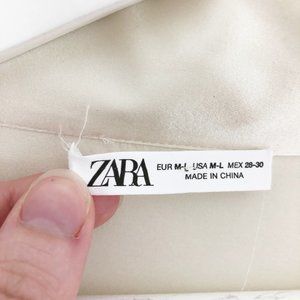 ZARA
EUR M-L USA M-L MEX 28-30
MADE IN CHINA